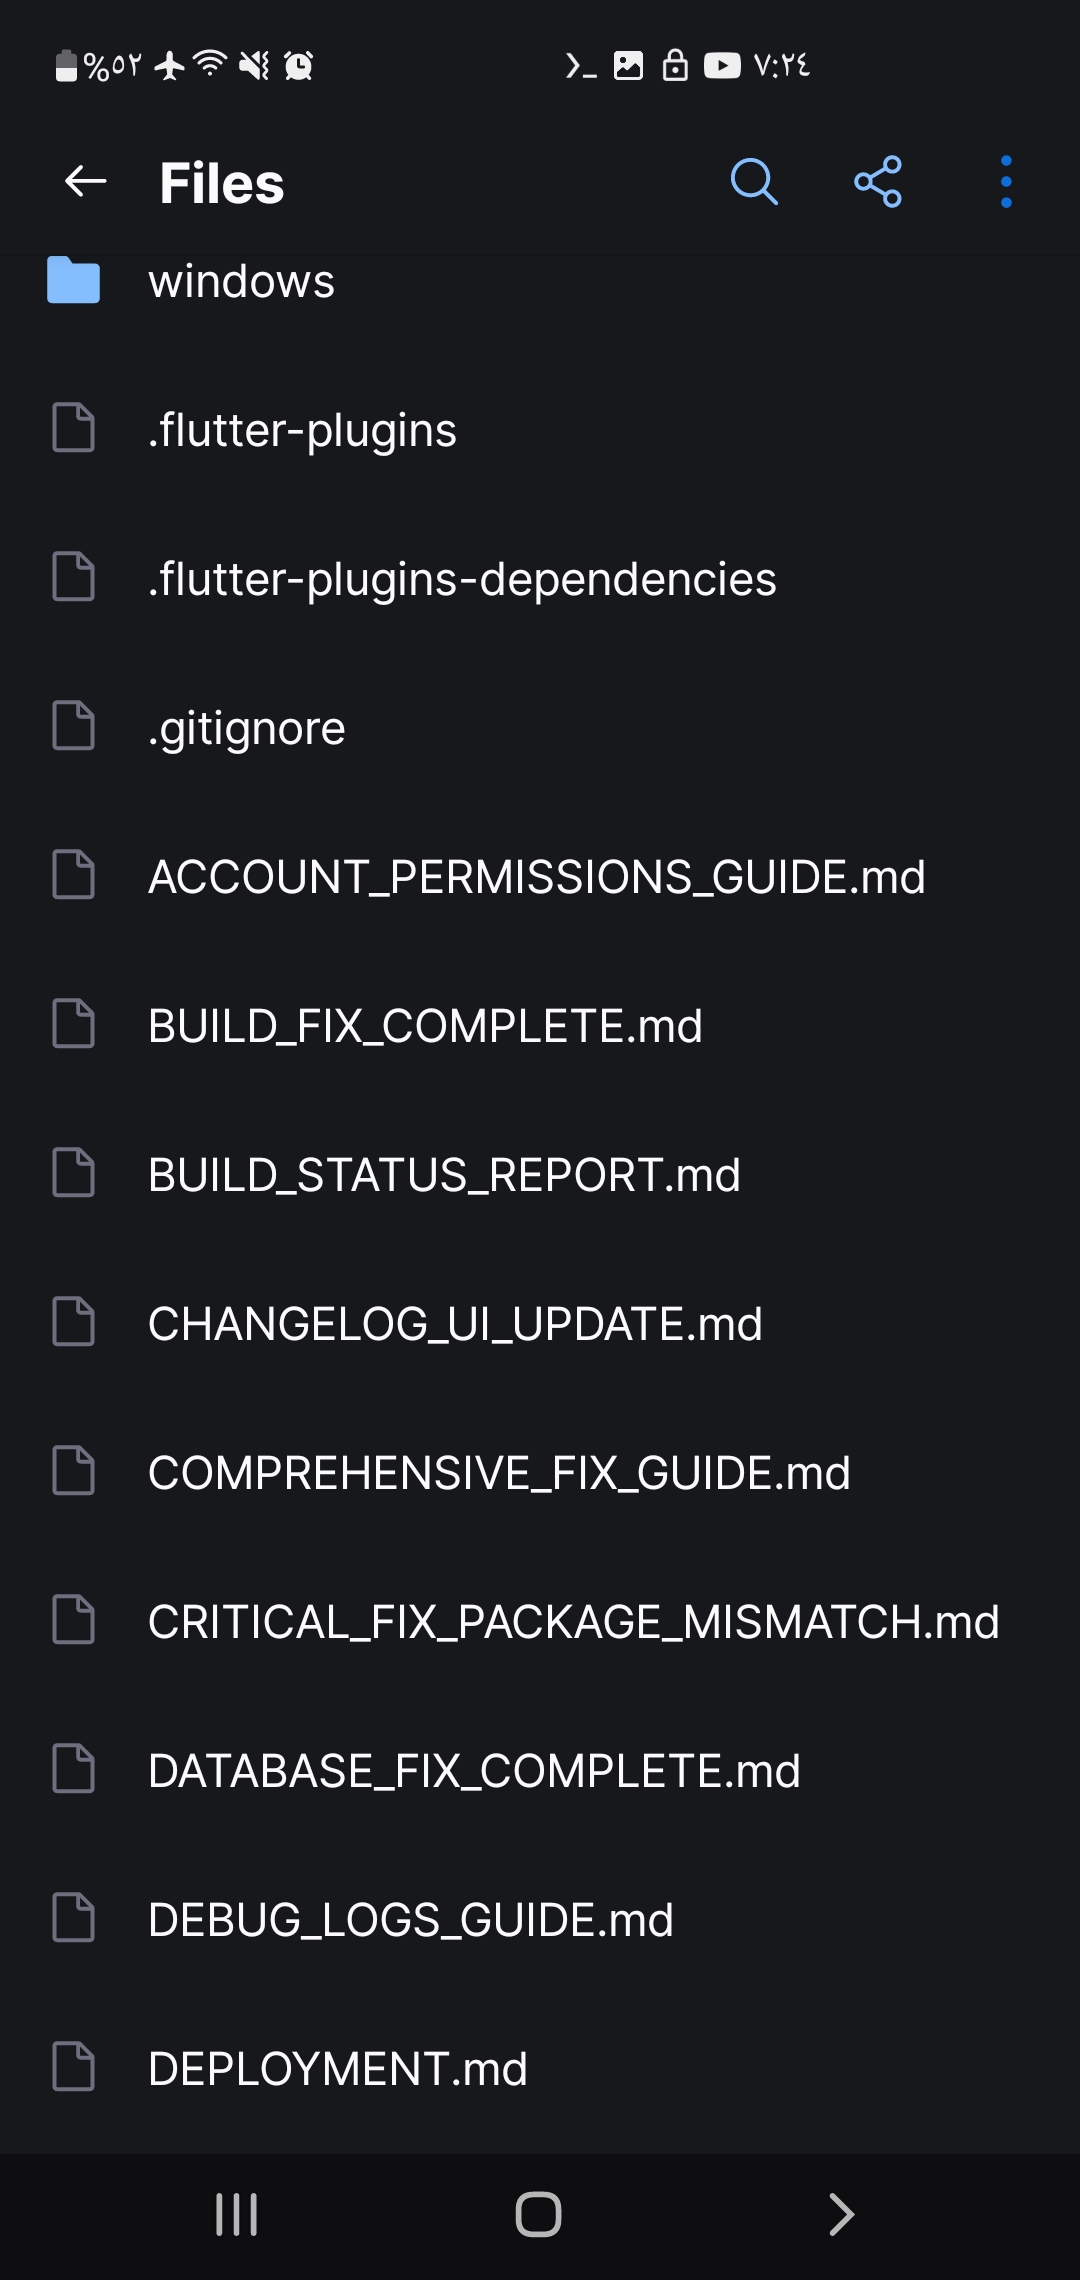 %٥٢ ٧:٢٤
Files
windows
.flutter-plugins
.flutter-plugins-dependencies
.gitignore
ACCOUNT_PERMISSIONS_GUIDE.md
BUILD_FIX_COMPLETE.md
BUILD_STATUS_REPORT.md
CHANGELOG_UI_UPDATE.md
COMPREHENSIVE_FIX_GUIDE.md
CRITICAL_FIX_PACKAGE_MISMATCH.md
DATABASE_FIX_COMPLETE.md
DEBUG_LOGS_GUIDE.md
DEPLOYMENT.md